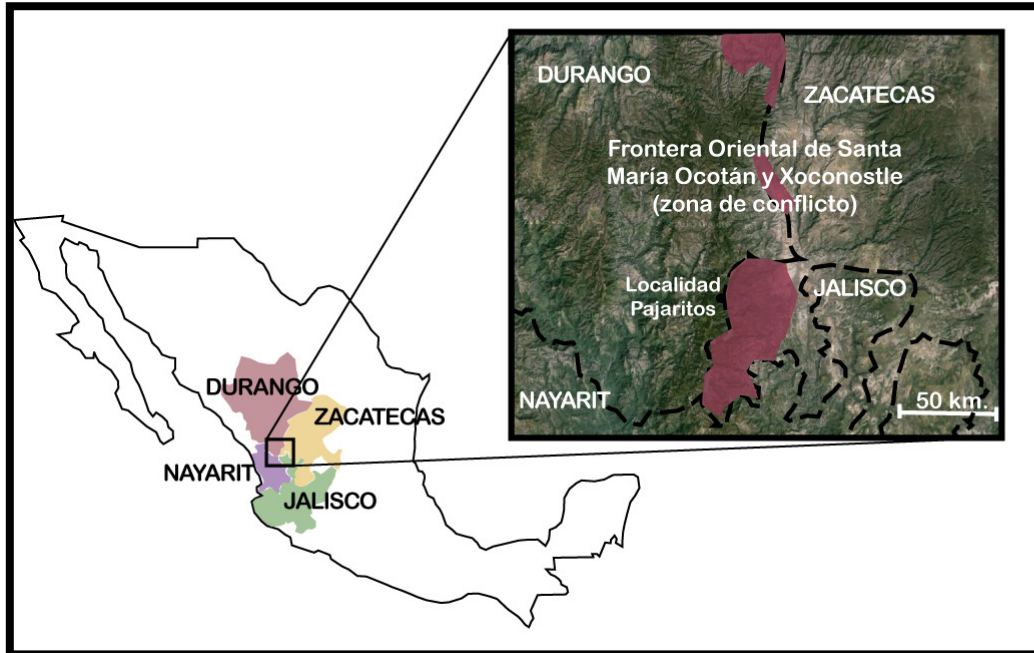 DURANGO
ZACATECAS
Frontera Oriental de Santa
María Ocotán y Xoconostle
(zona de conflicto)
Localidad
Pajaritos
JALISCO
NAYARIT
50 km.
DURANGO
ZACATECAS
NAYARIT
JALISCO